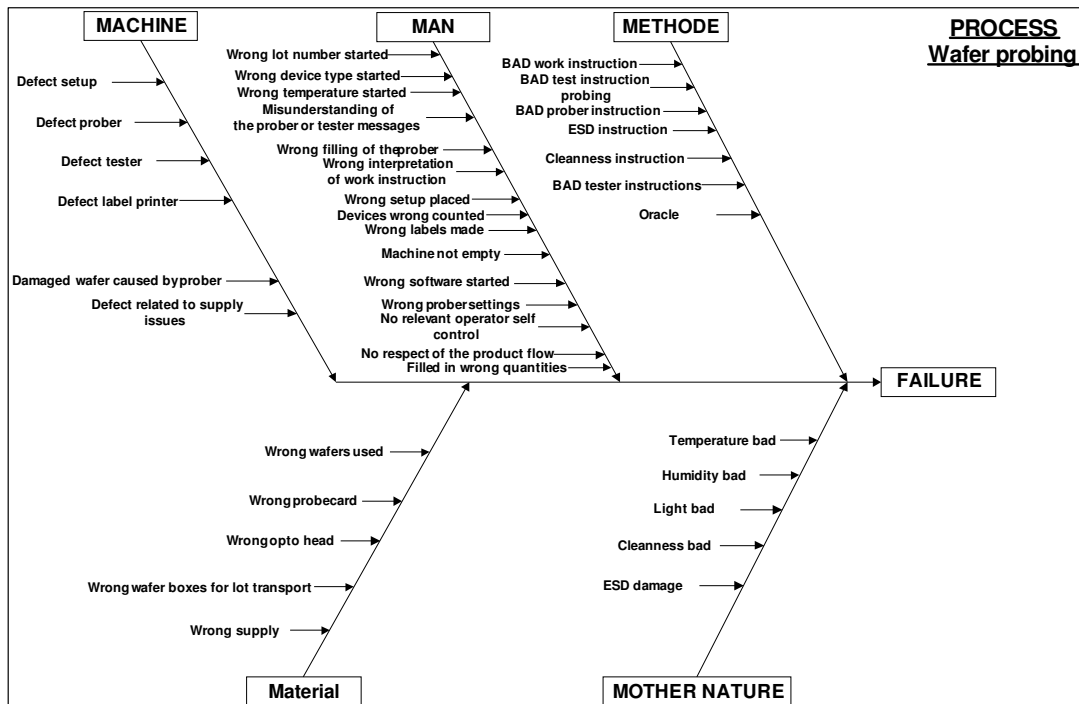 MACHINE
MAN
METHODE
PROCESS
Wafer probing
Defect setup
Defect prober
Defect tester
Defect label printer
Damaged wafer caused by prober
Defect related to supply
issues
Wrong lot number started
Wrong device type started
Wrong temperature started
Misunderstanding of
the prober or tester messages
Wrong filling of the prober
Wrong interpretation
of work instruction
Wrong setup placed
Devices wrong counted
Wrong labels made
Machine not empty
Wrong software started
Wrong prober settings
No relevant operator self
control
No respect of the product flow
Filled in wrong quantities
BAD work instruction
BAD test instruction
probing
BAD prober instruction
ESD instruction
Cleanness instruction
BAD tester instructions
Oracle
FAILURE
Wrong wafers used
Wrong probecard
Wrong opto head
Wrong wafer boxes for lot transport
Wrong supply
Temperature bad
Humidity bad
Light bad
Cleanness bad
ESD damage
Material
MOTHER NATURE